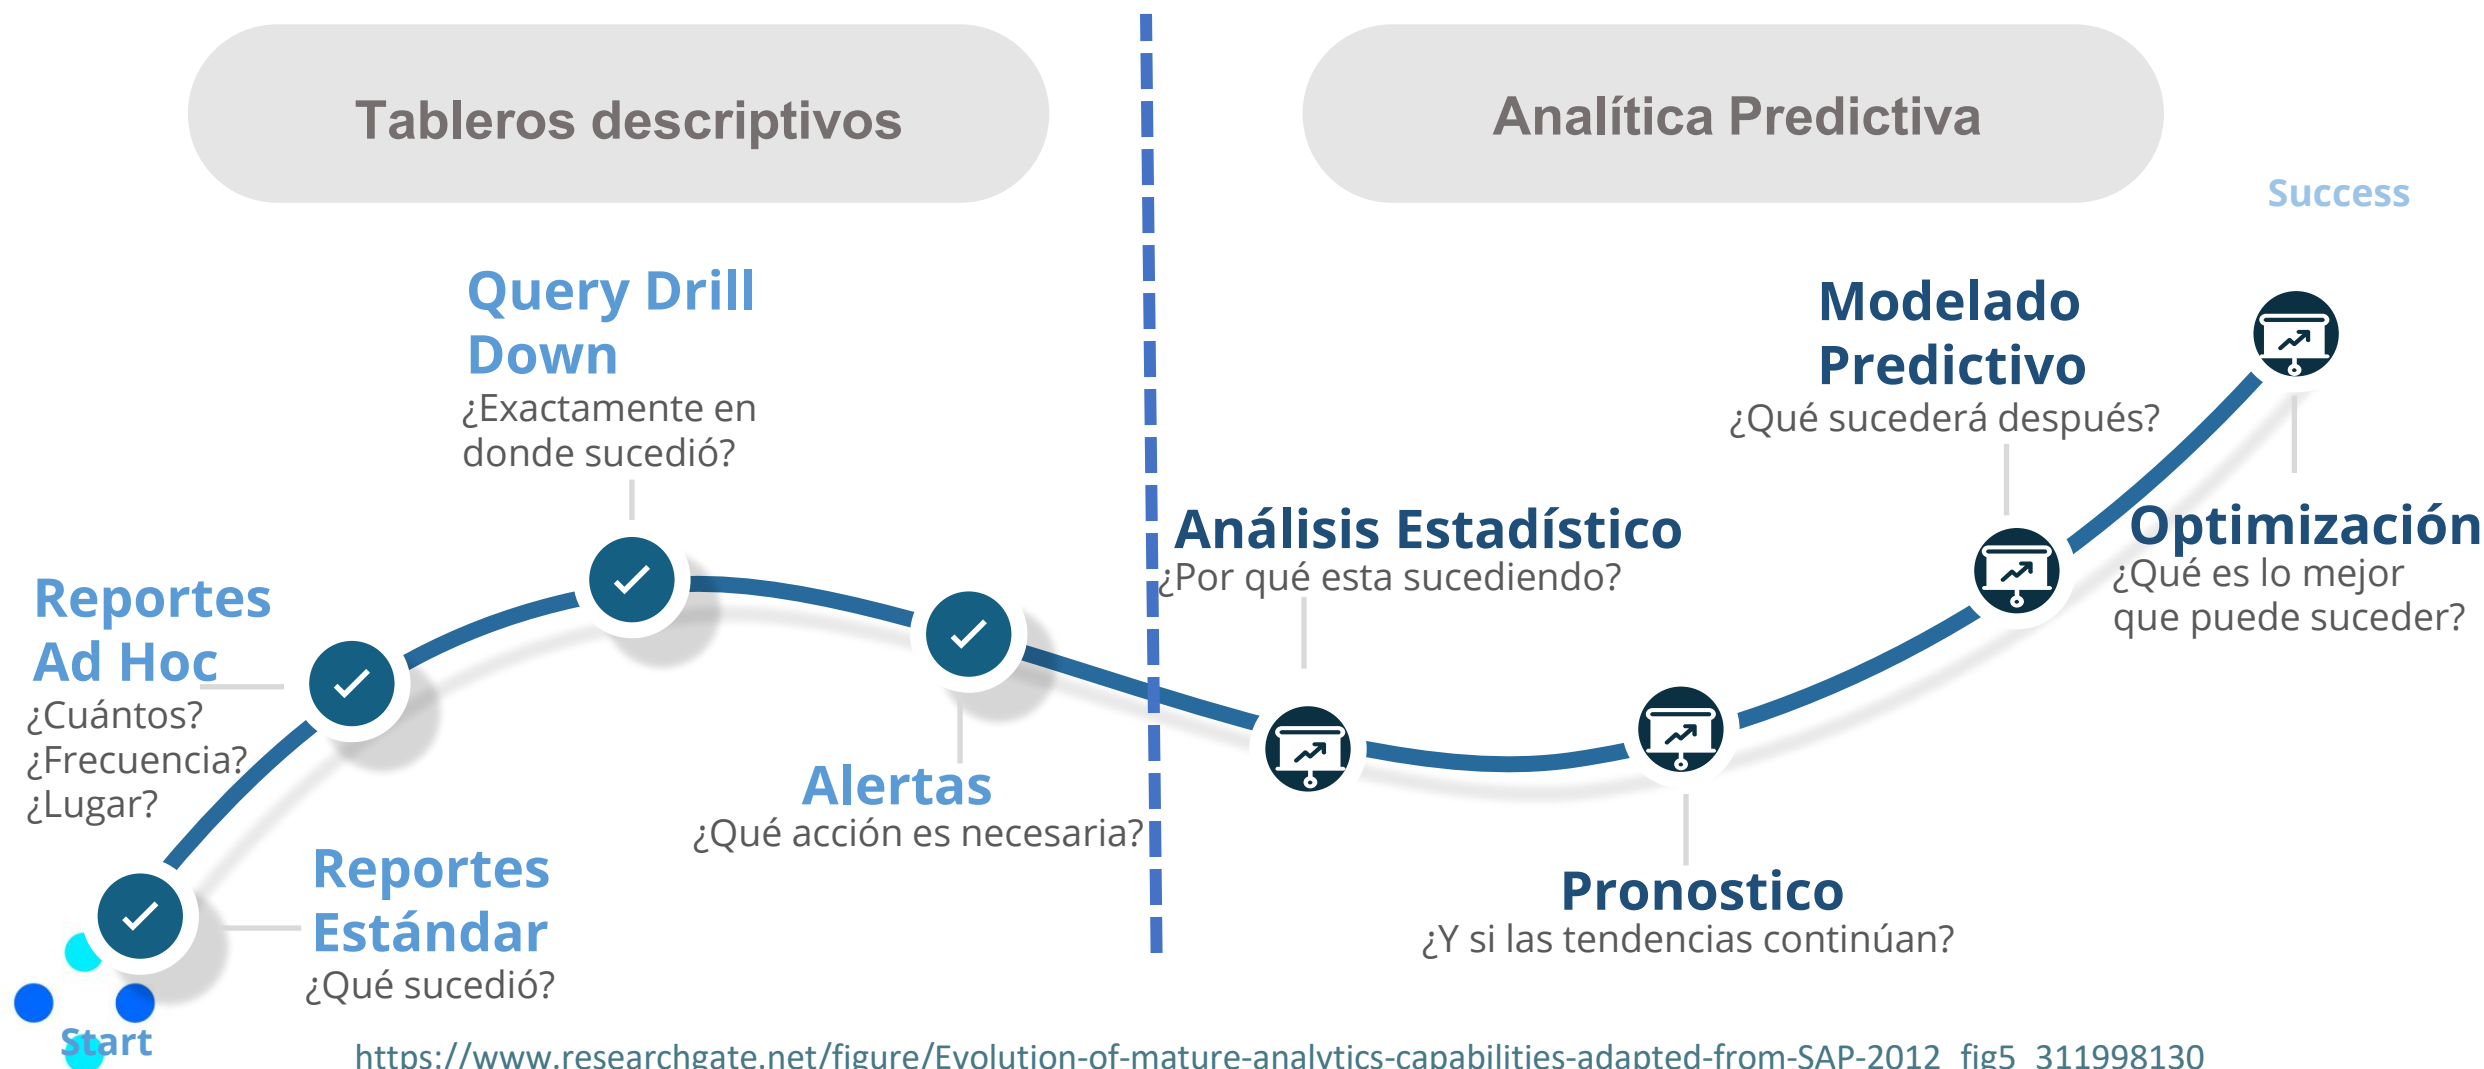 Tableros descriptivos
Analítica Predictiva
Success
Query Drill
Down
¿Exactamente en
donde sucedió?
Modelado
Predictivo
¿Qué sucederá después?
Análisis Estadístico
¿Por qué esta sucediendo?
Optimización
¿Qué es lo mejor
que puede suceder?
Reportes
Ad Hoc
¿Cuántos?
¿Frecuencia?
¿Lugar?
Alertas
¿Qué acción es necesaria?
Reportes
Estándar
¿Qué sucedió?
Pronostico
¿Y si las tendencias continúan?
Start
https://www.researchgate.net/figure/Evolution-of-mature-analytics-capabilities-adapted-from-SAP-2012_fig5_311998130